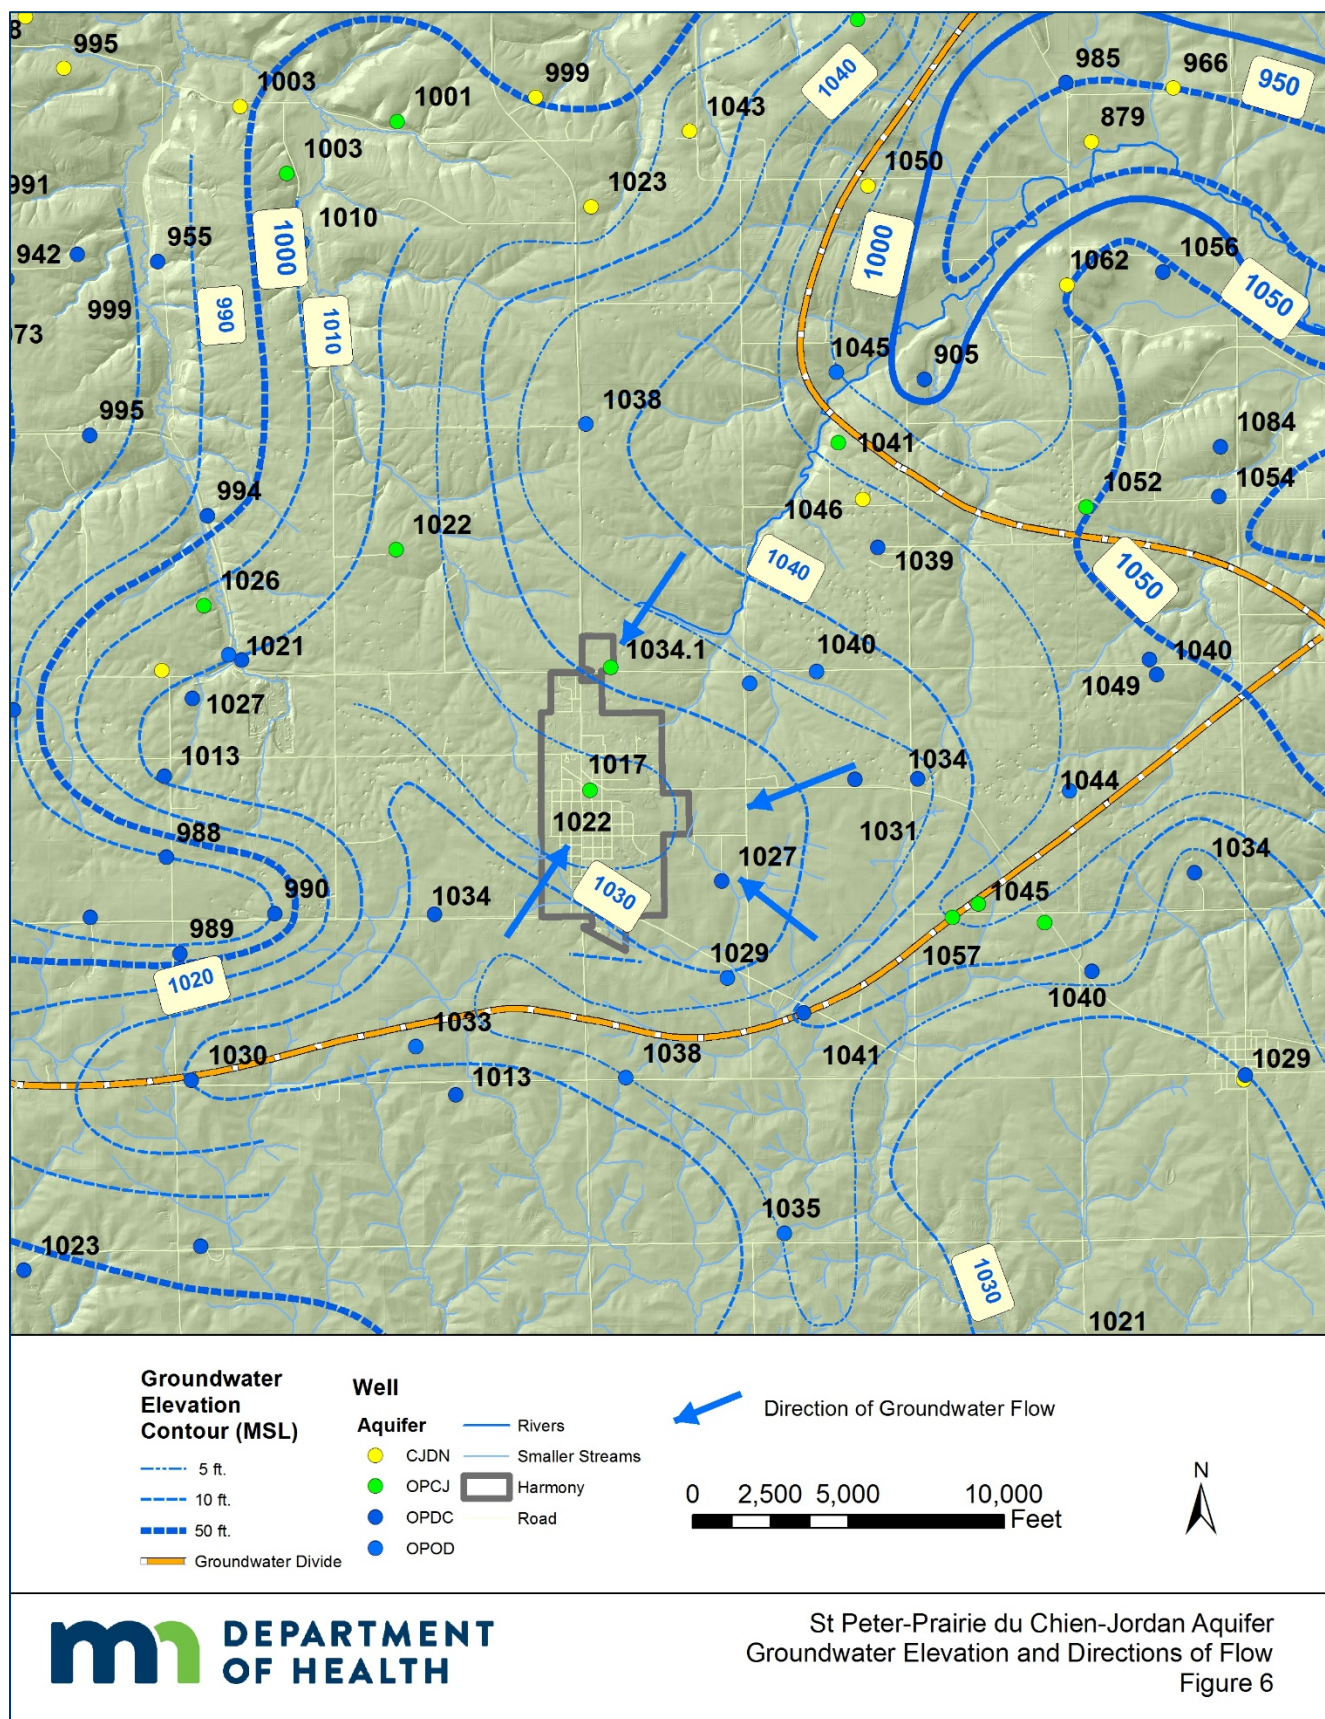 8
995
1003
1001
999
1043
1040
985
966
950
879
1003
1023
1050
991
1010
955
942
1000
1000
1062
1056
1050
999
990
1010
973
1045
905
995
1038
1041
1084
1054
994
1022
1046
1052
1039
1040
1050
1026
1021
1034.1
1040
1040
1049
1027
1013
1017
1034
1044
988
1022
1031
1027
1034
990
1034
1030
1045
989
1029
1057
1020
1040
1033
1030
1038
1041
1029
1013
1035
1023
1030
1021
Groundwater
Elevation
Contour (MSL)
5 ft.
10 ft.
50 ft.
Groundwater Divide
Well
Aquifer
CJDN
OPCJ
OPDC
OPOD
Rivers
Smaller Streams
Harmony
Road
Direction of Groundwater Flow
0 2,500 5,000 10,000
Feet
N
mn
DEPARTMENT
OF HEALTH
St Peter-Prairie du Chien-Jordan Aquifer
Groundwater Elevation and Directions of Flow
Figure 6